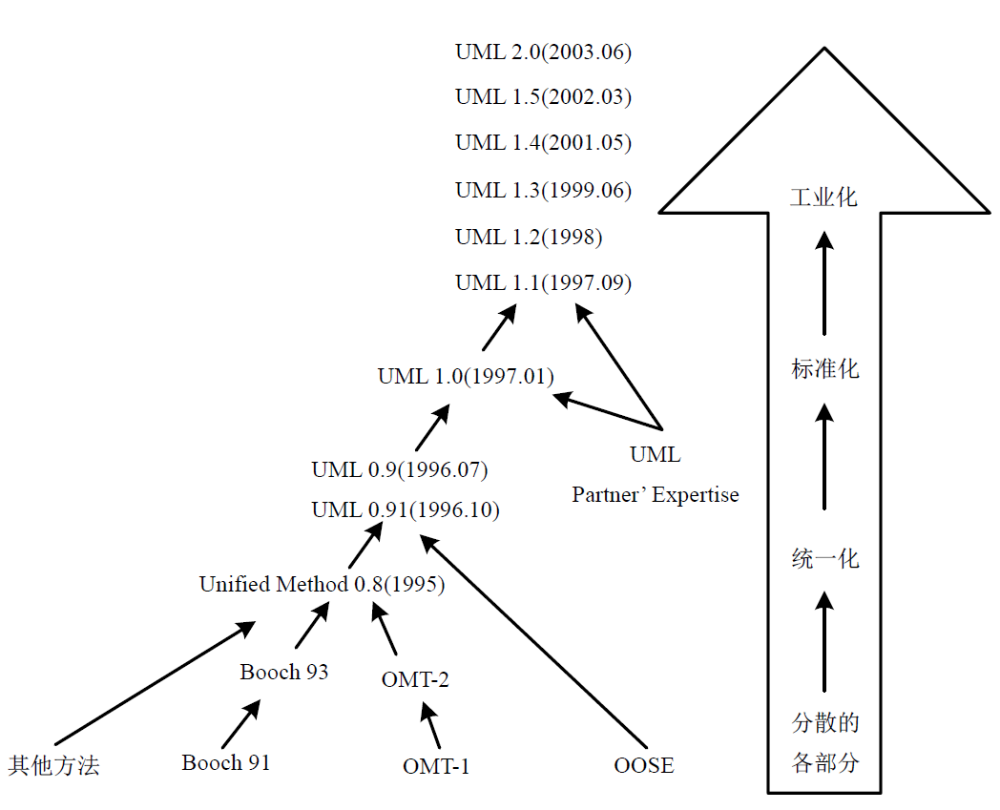 UML 2.0(2003.06)
UML 1.5(2002.03)
UML 1.4(2001.05)
UML 1.3(1999.06)
UML 1.2(1998)
UML 1.1(1997.09)
UML 1.0(1997.01)
UML
Partner’ Expertise
UML 0.9(1996.07)
UML 0.91(1996.10)
Unified Method 0.8(1995)
Booch 93
OMT-2
其他方法
Booch 91
OMT-1
OOSE
工业化
标准化
统一化
分散的
各部分